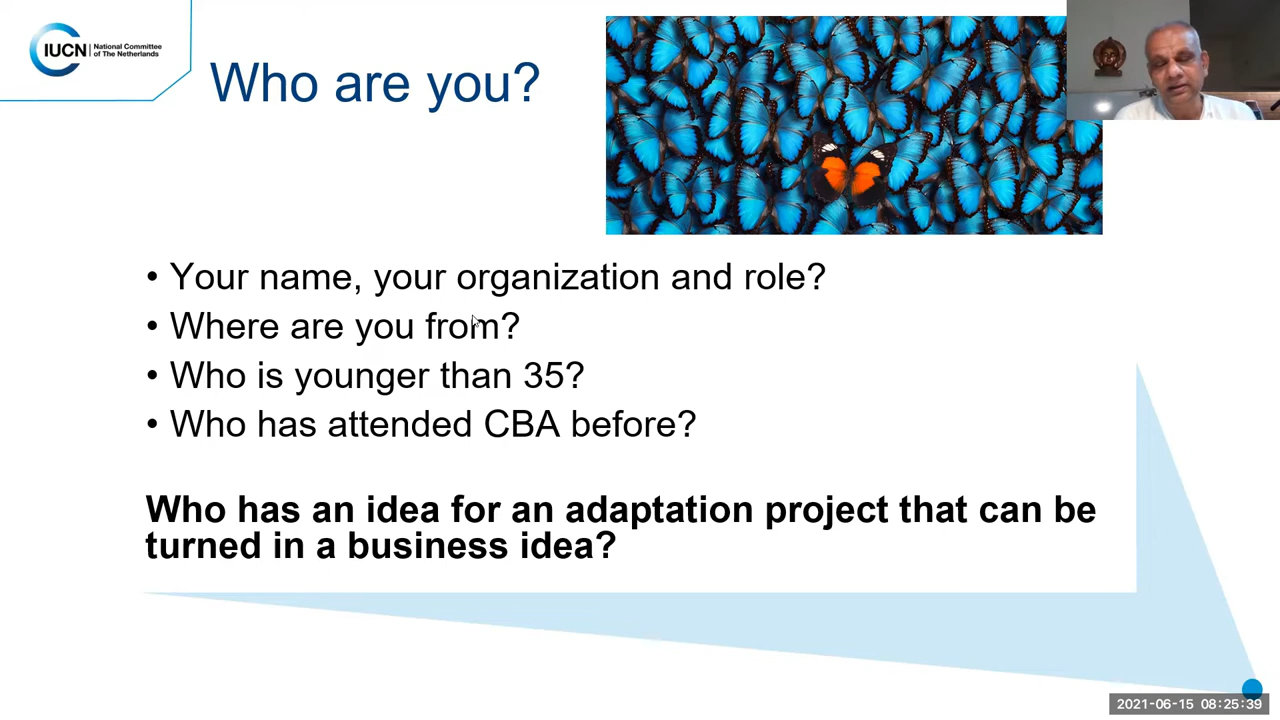 IUCN
National Committee
of The Netherlands
Who are you?
• Your name, your organization and role?
• Where are you from?
• Who is younger than 35?
• Who has attended CBA before?
Who has an idea for an adaptation project that can be
turned in a business idea?
2021-06-15 08:25:39